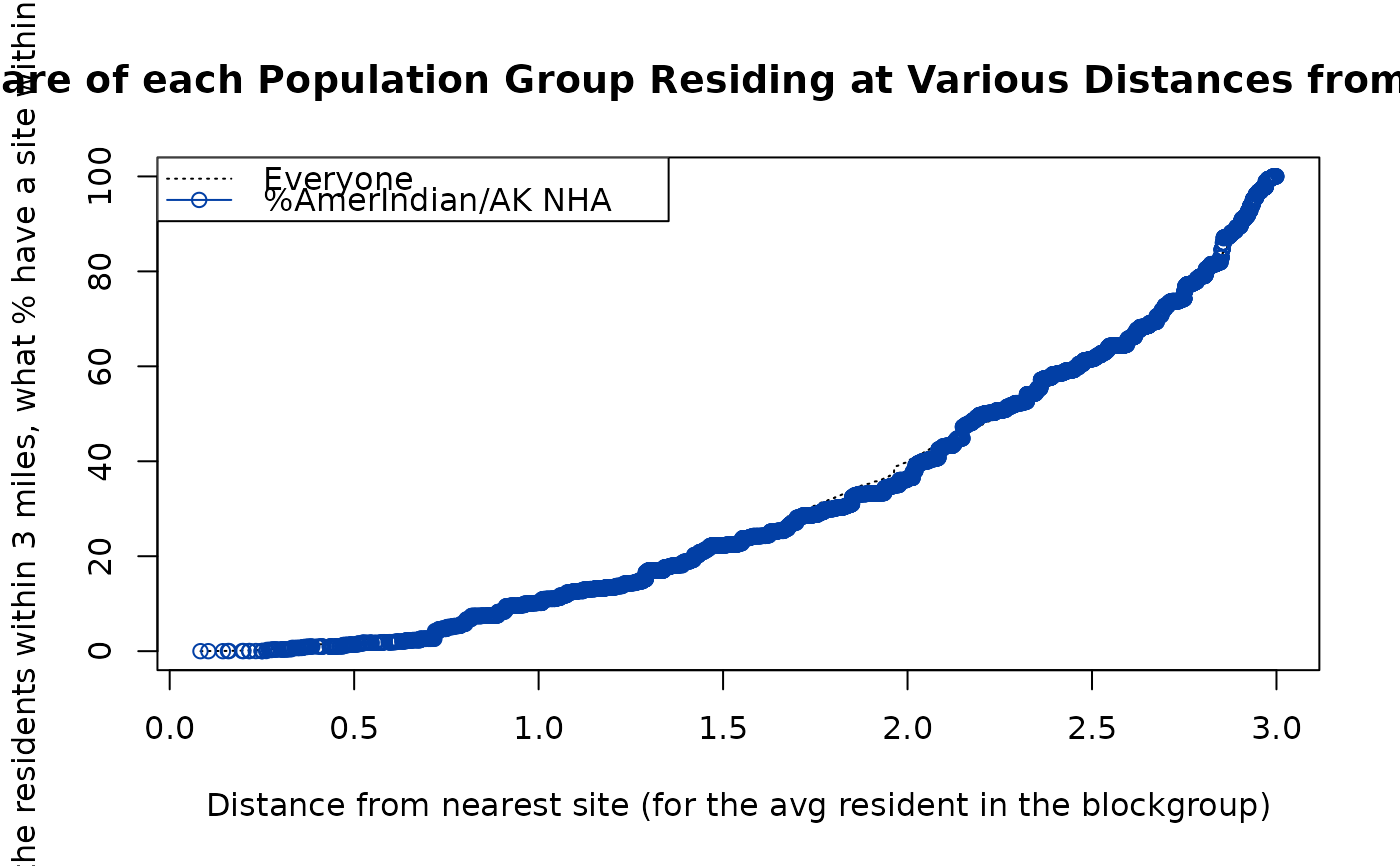 are of each Population Group Residing at Various Distances from
he residents within 3 miles, what % have a site within
Everyone
%AmerIndian/AK NHA
100
80
60
40
20
0
0.0 0.5 1.0 1.5 2.0 2.5 3.0
Distance from nearest site (for the avg resident in the blockgroup)